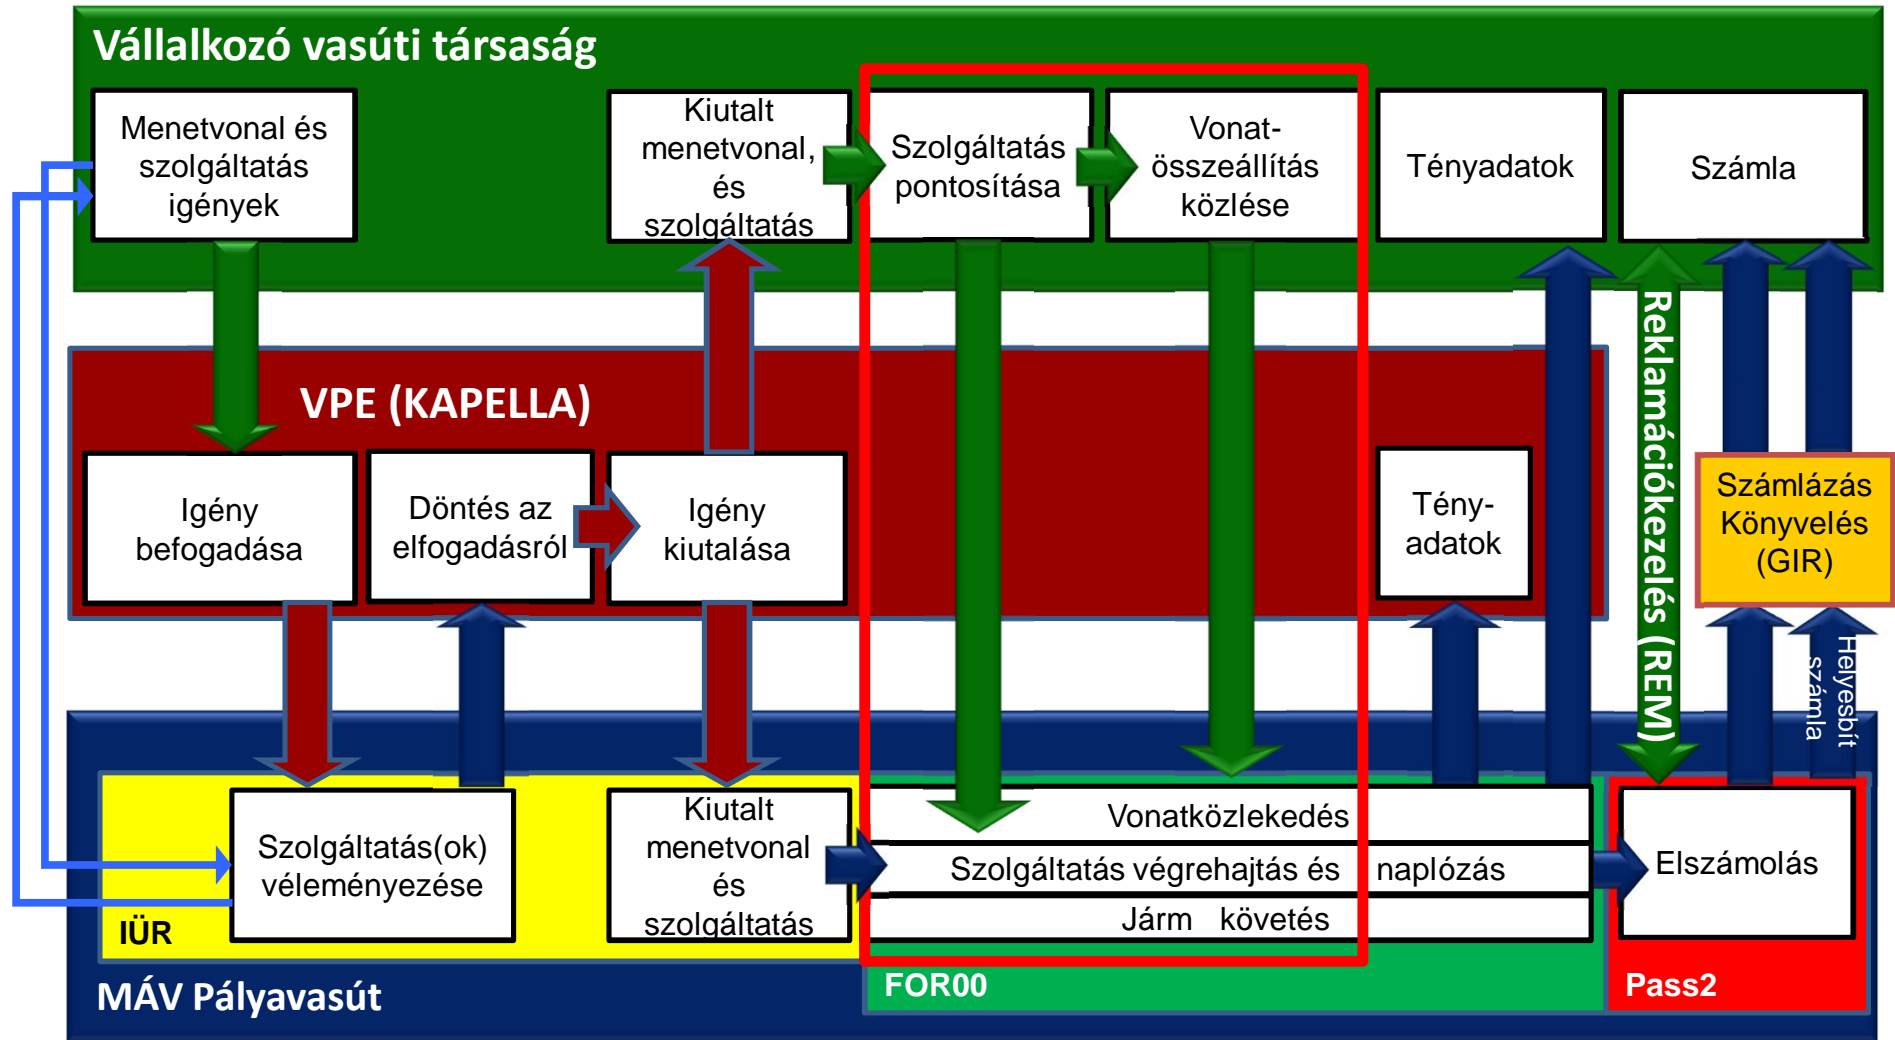 Vállalkozó vasúti társaság
Menetvonal és
szolgáltatás
igények
Kiutalt
menetvonal,
és
szolgáltatás
Szolgáltatás
pontosítása
Vonat-
összeállítás
közlése
Tényadatok
Számla
Reklamációkezelés (REM)
VPE (KAPELLA)
Igény
befogadása
Döntés az
elfogadásról
Igény
kiutalása
Tény-
adatok
Számlázás
Könyvelés
(GIR)
Helyesbít
számla
Szolgáltatás(ok)
véleményezése
IÜR
Kiutalt
menetvonal
és
szolgáltatás
Vonatközlekedés
Szolgáltatás végrehajtás és naplózás
Járm követés
Elszámolás
FOR00
Pass2
MÁV Pályavasút